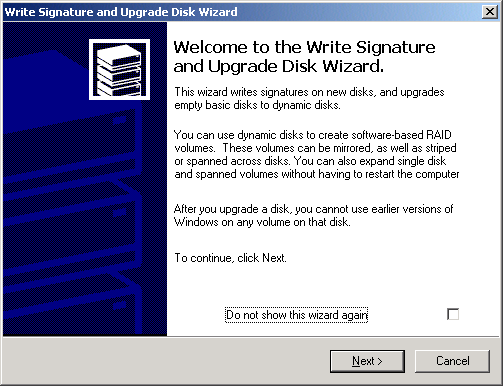 Write Signature and Upgrade Disk Wizard
Welcome to the Write Signature
and Upgrade Disk Wizard.
This wizard writes signatures on new disks, and upgrades
empty basic disks to dynamic disks.
You can use dynamic disks to create software-based RAID
volumes.  These volumes can be mirrored, as well as striped
or spanned across disks. You can also expand single disk
and spanned volumes without having to restart the computer
After you upgrade a disk, you cannot use earlier versions of
Windows on any volume on that disk.
To continue, click Next.
Do not show this wizard again
Next >
Cancel